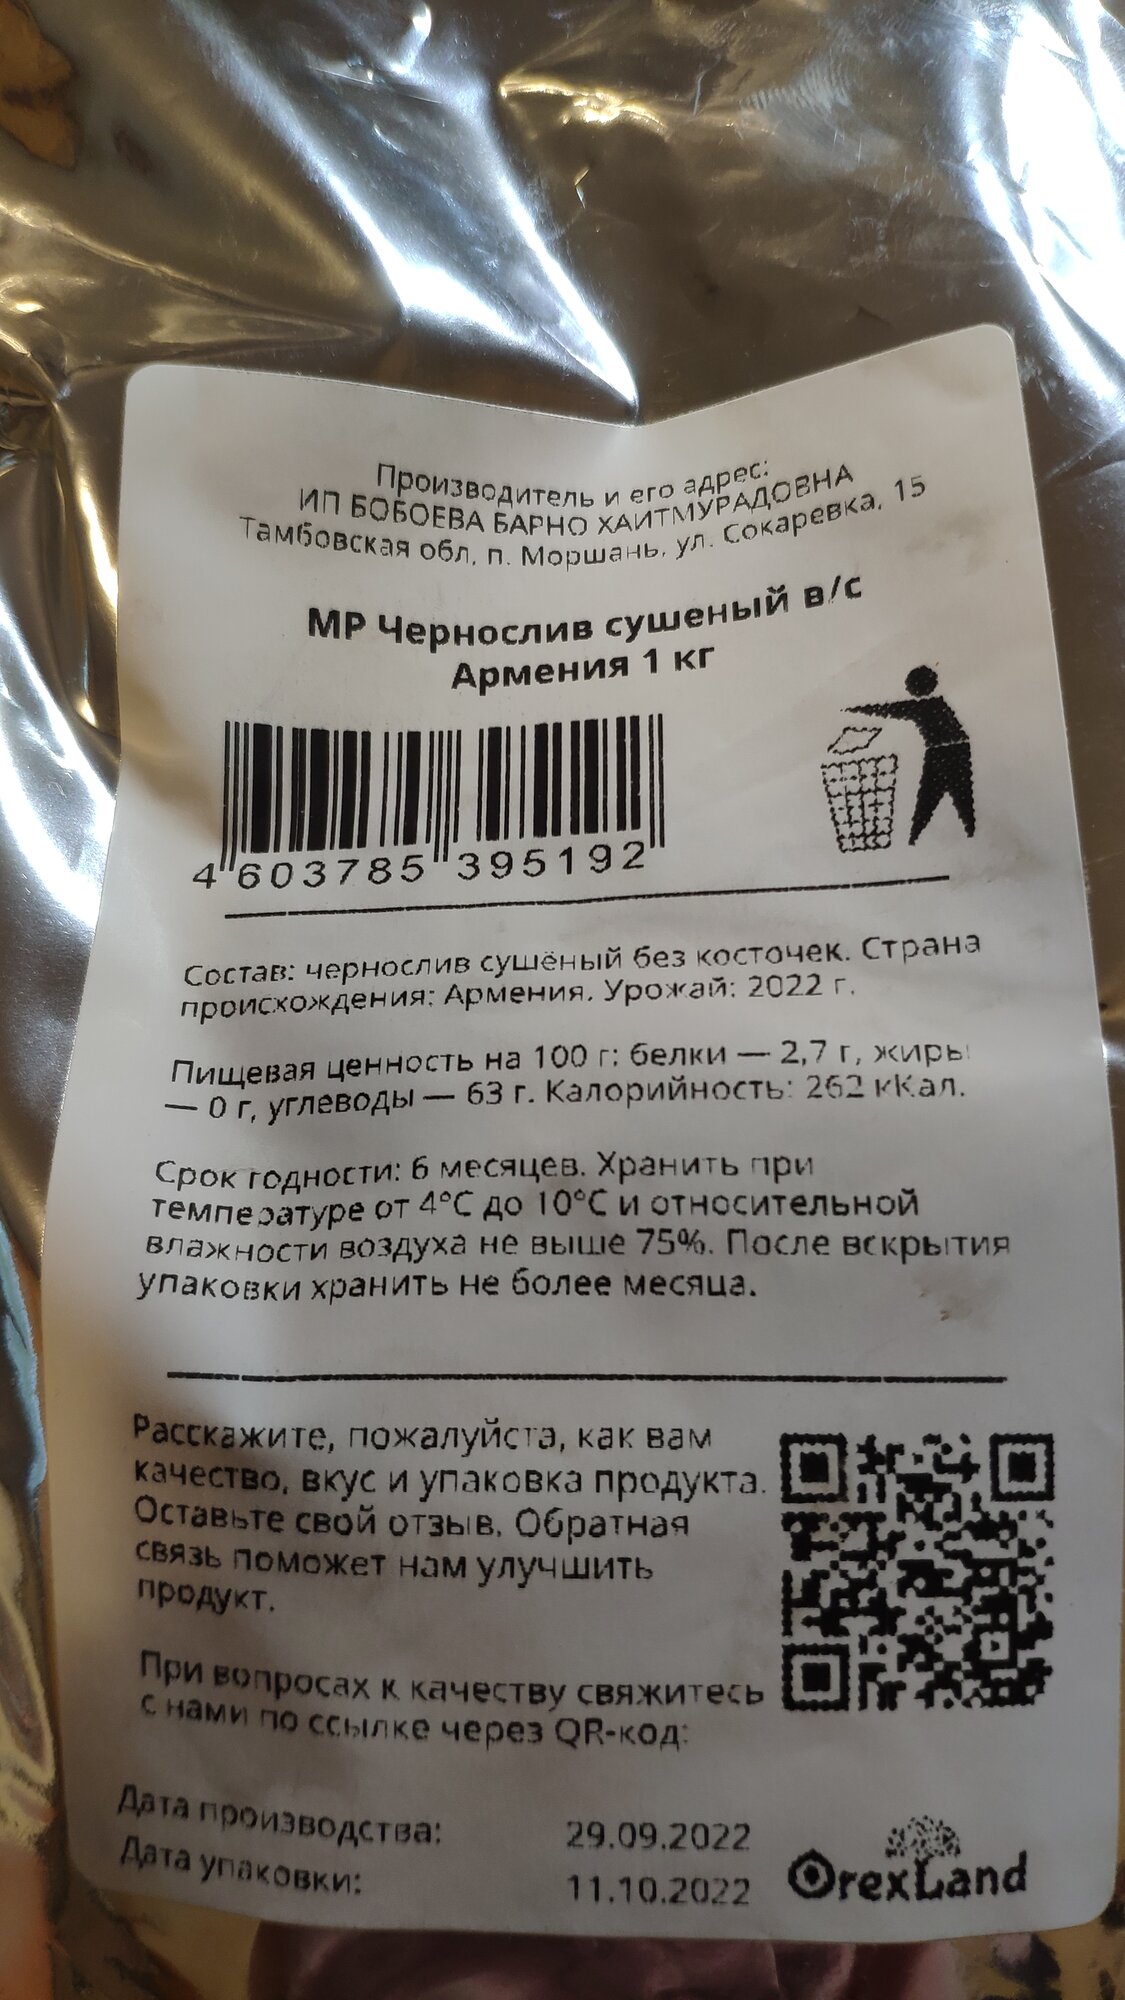 Производитель и его адрес:
ИП БОБОЕВА БАРНО ХАИТМУРАДОВНА
Тамбовская обл, п. Моршань, ул. Сокаревка, 15
МР Чернослив сушеный в/с
Армения 1 кг
4 603785 395192
Состав: чернослив сушёный без косточек. Страна
происхождения: Армения. Урожай: 2022 г.
Пищевая ценность на 100 г: белки — 2,7 г, жиры
— 0 г, углеводы — 63 г. Калорийность: 262 кКал.
Срок годности: 6 месяцев. Хранить при
температуре от 4°C до 10°C и относительной
влажности воздуха не выше 75%. После вскрытия
упаковки хранить не более месяца.
Расскажите, пожалуйста, как вам
качество, вкус и упаковка продукта.
Оставьте свой отзыв. Обратная
связь поможет нам улучшить
продукт.
При вопросах к качеству свяжитесь
с нами по ссылке через QR-код:
Дата производства: 29.09.2022
Дата упаковки: 11.10.2022
OrexLand